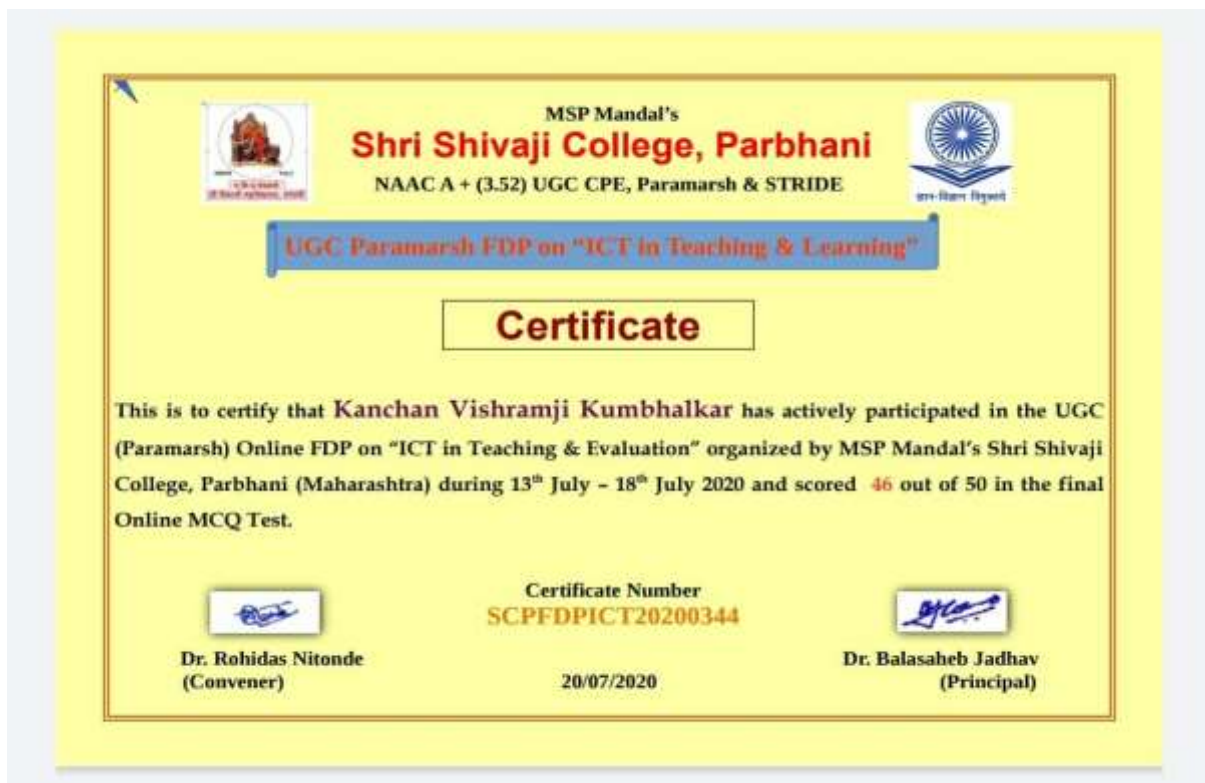 MSP Mandal's
Shri Shivaji College, Parbhani
NAAC A + (3.52) UGC CPE, Paramarsh & STRIDE
ज्ञान-विज्ञान विमुक्तये
UGC Paramarsh FDP on "ICT in Teaching & Learning"
Certificate
This is to certify that Kanchan Vishramji Kumbhalkar has actively participated in the UGC
(Paramarsh) Online FDP on "ICT in Teaching & Evaluation" organized by MSP Mandal's Shri Shivaji
College, Parbhani (Maharashtra) during 13th July – 18th July 2020 and scored 46 out of 50 in the final
Online MCQ Test.
Certificate Number
SCPFDPICT20200344
Dr. Rohidas Nitonde
(Convener)
20/07/2020
Dr. Balasaheb Jadhav
(Principal)